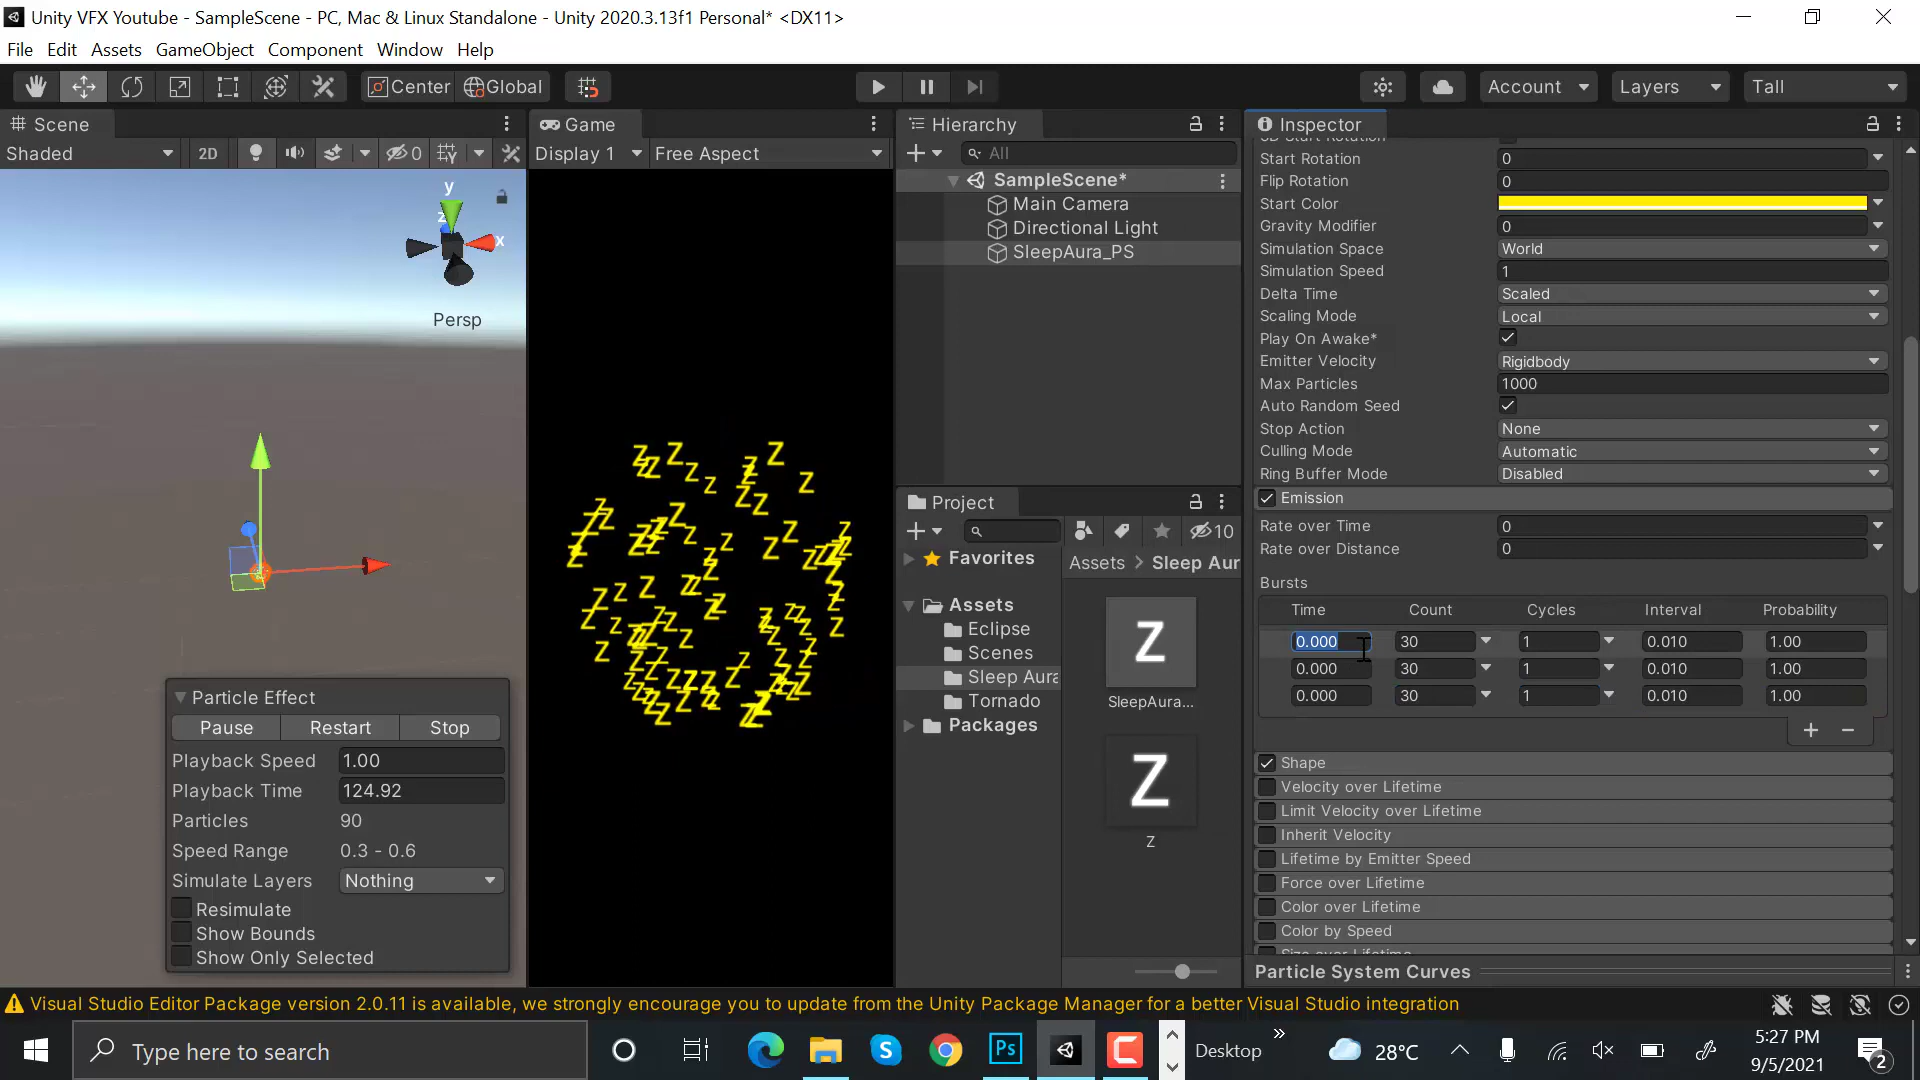 Unity VFX Youtube - SampleScene - PC, Mac & Linux Standalone - Unity 2020.3.13f1 Personal* <DX11>
File Edit Assets GameObject Component Window Help
Center Global Account Layers Tall
Scene
Shaded 2D 0
y
z
x
Persp
Particle Effect
Pause Restart Stop
Playback Speed 1.00
Playback Time 124.92
Particles 90
Speed Range 0.3 - 0.6
Simulate Layers Nothing
Resimulate
Show Bounds
Show Only Selected
Game
Display 1 Free Aspect
Hierarchy
All
SampleScene*
Main Camera
Directional Light
SleepAura_PS
Project
10
Favorites
Assets
Eclipse
Scenes
Sleep Aura
Tornado
Packages
Assets Sleep Aur
Z
SleepAura...
Z
Z
Inspector
Start Rotation 0
Flip Rotation 0
Start Color
Gravity Modifier 0
Simulation Space World
Simulation Speed 1
Delta Time Scaled
Scaling Mode Local
Play On Awake*
Emitter Velocity Rigidbody
Max Particles 1000
Auto Random Seed
Stop Action None
Culling Mode Automatic
Ring Buffer Mode Disabled
Emission
Rate over Time 0
Rate over Distance 0
Bursts
Time Count Cycles Interval Probability
0.000 30 1 0.010 1.00
0.000 30 1 0.010 1.00
0.000 30 1 0.010 1.00
Shape
Velocity over Lifetime
Limit Velocity over Lifetime
Inherit Velocity
Lifetime by Emitter Speed
Force over Lifetime
Color over Lifetime
Color by Speed
Particle System Curves
Visual Studio Editor Package version 2.0.11 is available, we strongly encourage you to update from the Unity Package Manager for a better Visual Studio integration
Type here to search
Ps
Desktop
28°C
5:27 PM
9/5/2021
2